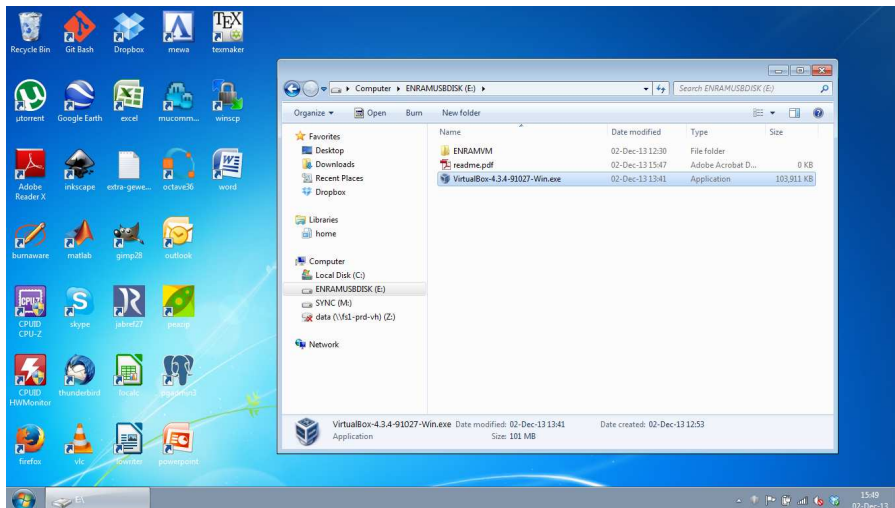 Recycle Bin
Git Bash
Dropbox
mewa
TEX
texmaker
µtorrent
Google Earth
excel
mucomm...
winscp
Adobe Reader X
inkscape
extra-gewe...
octave36
word
burnaware
matlab
gimp28
outlook
CPUID CPU-Z
skype
jabref27
peazip
CPUID HWMonitor
thunderbird
localc
pgadmin3
firefox
vlc
lowriter
powerpoint
Computer ▸ ENRAMUSBDISK (E:) ▸
Search ENRAMUSBDISK (E:)
Organize ▾ Open Burn New folder
Name Date modified Type Size
ENRAMVM 02-Dec-13 12:30 File folder
readme.pdf 02-Dec-13 15:47 Adobe Acrobat D... 0 KB
VirtualBox-4.3.4-91027-Win.exe 02-Dec-13 13:41 Application 103,911 KB
Favorites
Desktop
Downloads
Recent Places
Dropbox
Libraries
home
Computer
Local Disk (C:)
ENRAMUSBDISK (E:)
SYNC (M:)
data (\\fs1-prd-vh) (Z:)
Network
VirtualBox-4.3.4-91027-Win.exe Date modified: 02-Dec-13 13:41 Date created: 02-Dec-13 12:53
Application Size: 101 MB
E:\
15:49
02-Dec-13